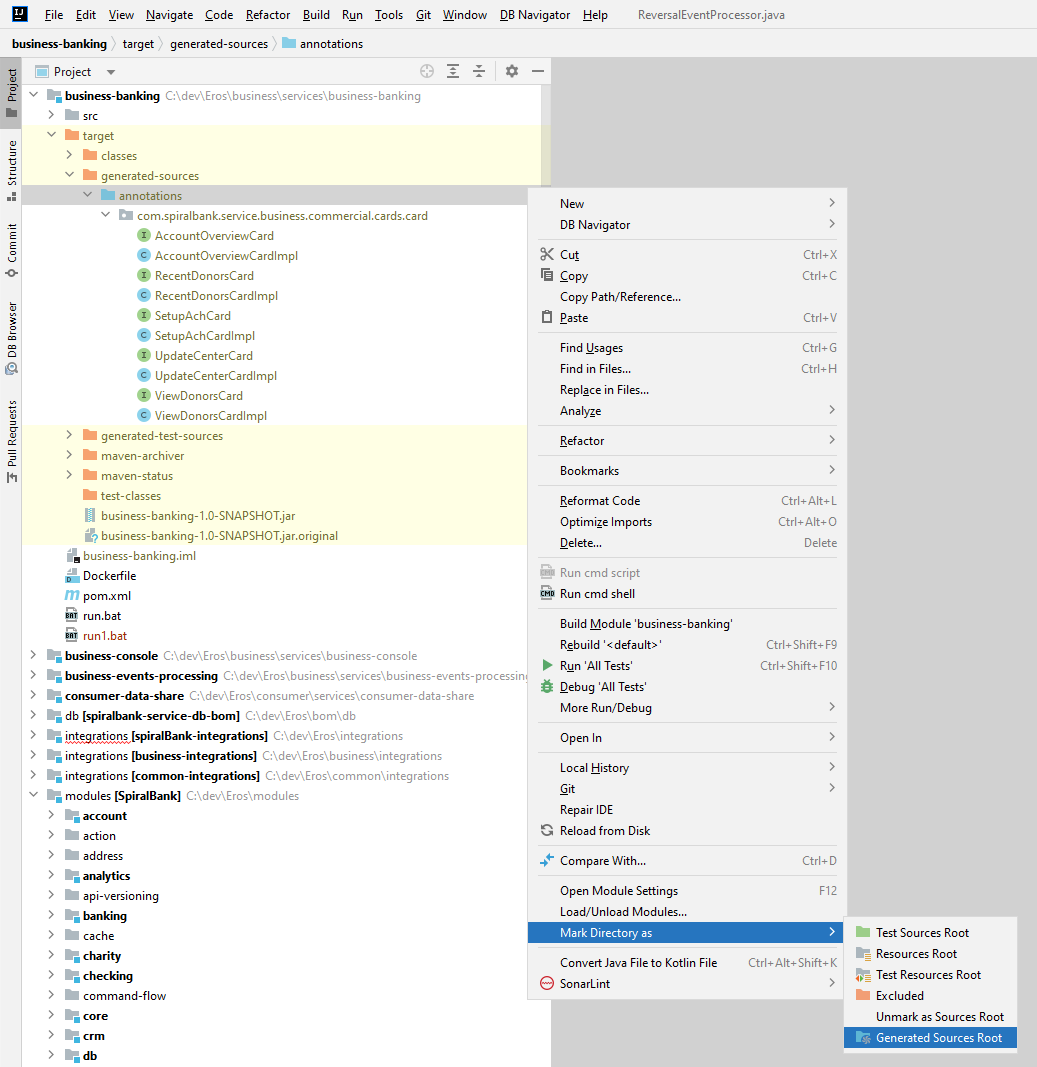 File Edit View Navigate Code Refactor Build Run Tools Git Window DB Navigator Help ReversalEventProcessor.java
business-banking target generated-sources annotations
Project
Structure
Commit
DB Browser
Pull Requests
Project
business-banking C:\dev\Eros\business\services\business-banking
src
target
classes
generated-sources
annotations
com.spiralbank.service.business.commercial.cards.card
AccountOverviewCard
AccountOverviewCardImpl
RecentDonorsCard
RecentDonorsCardImpl
SetupAchCard
SetupAchCardImpl
UpdateCenterCard
UpdateCenterCardImpl
ViewDonorsCard
ViewDonorsCardImpl
generated-test-sources
maven-archiver
maven-status
test-classes
business-banking-1.0-SNAPSHOT.jar
business-banking-1.0-SNAPSHOT.jar.original
business-banking.iml
Dockerfile
pom.xml
run.bat
run1.bat
business-console C:\dev\Eros\business\services\business-console
business-events-processing C:\dev\Eros\business\services\business-events-processing
consumer-data-share C:\dev\Eros\consumer\services\consumer-data-share
db [spiralbank-service-db-bom] C:\dev\Eros\bom\db
integrations [spiralBank-integrations] C:\dev\Eros\integrations
integrations [business-integrations] C:\dev\Eros\business\integrations
integrations [common-integrations] C:\dev\Eros\common\integrations
modules [SpiralBank] C:\dev\Eros\modules
account
action
address
analytics
api-versioning
banking
cache
charity
checking
command-flow
core
crm
db
New
DB Navigator
Cut Ctrl+X
Copy Ctrl+C
Copy Path/Reference...
Paste Ctrl+V
Find Usages Ctrl+G
Find in Files... Ctrl+H
Replace in Files...
Analyze
Refactor
Bookmarks
Reformat Code Ctrl+Alt+L
Optimize Imports Ctrl+Alt+O
Delete... Delete
Run cmd script
Run cmd shell
Build Module 'business-banking'
Rebuild '<default>' Ctrl+Shift+F9
Run 'All Tests' Ctrl+Shift+F10
Debug 'All Tests'
More Run/Debug
Open In
Local History
Git
Repair IDE
Reload from Disk
Compare With... Ctrl+D
Open Module Settings F12
Load/Unload Modules...
Mark Directory as
Convert Java File to Kotlin File Ctrl+Alt+Shift+K
SonarLint
Test Sources Root
Resources Root
Test Resources Root
Excluded
Unmark as Sources Root
Generated Sources Root